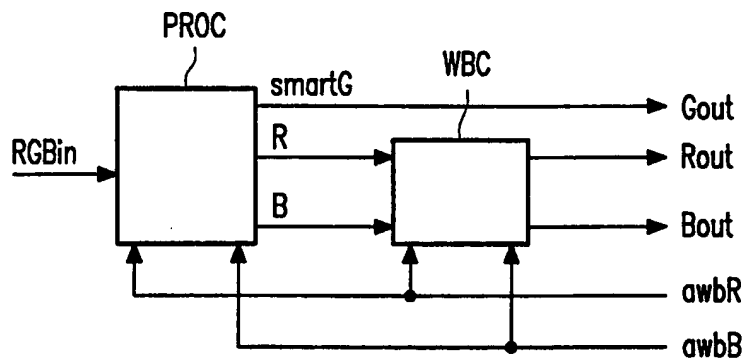 PROC
WBC
smartG
Gout
RGBin
R
Rout
B
Bout
awbR
awbB